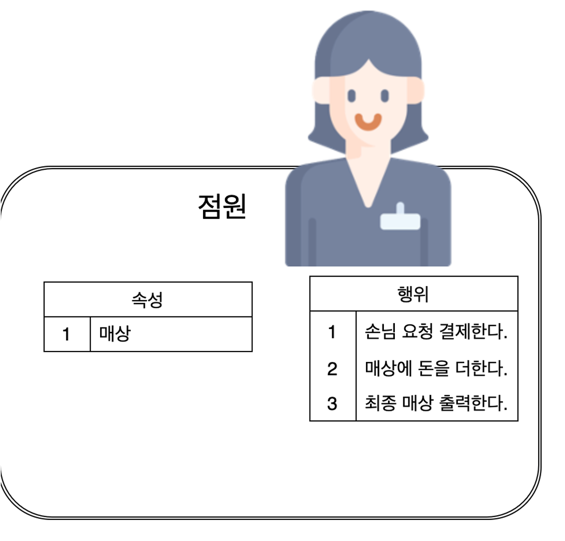 점원
속성
1 매상
행위
1 손님 요청 결제한다.
2 매상에 돈을 더한다.
3 최종 매상 출력한다.